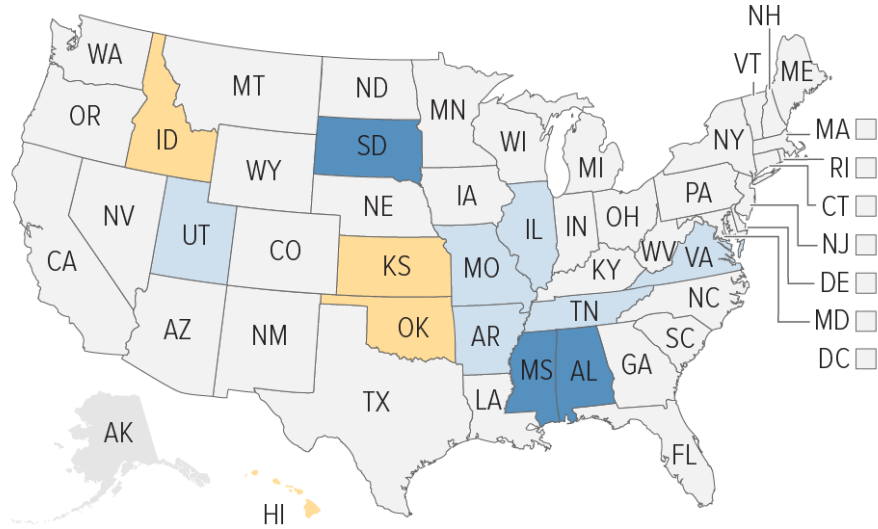 NH
VT
ME
WA
MT
ND
MN
OR
ID
SD
WI
NY
MA
MI
RI
WY
IA
PA
NE
CT
NV
UT
IL
IN
OH
NJ
CO
CA
KS
MO
WV
VA
KY
DE
NC
TN
MD
AZ
NM
OK
AR
SC
DC
MS
AL
GA
TX
LA
AK
FL
HI